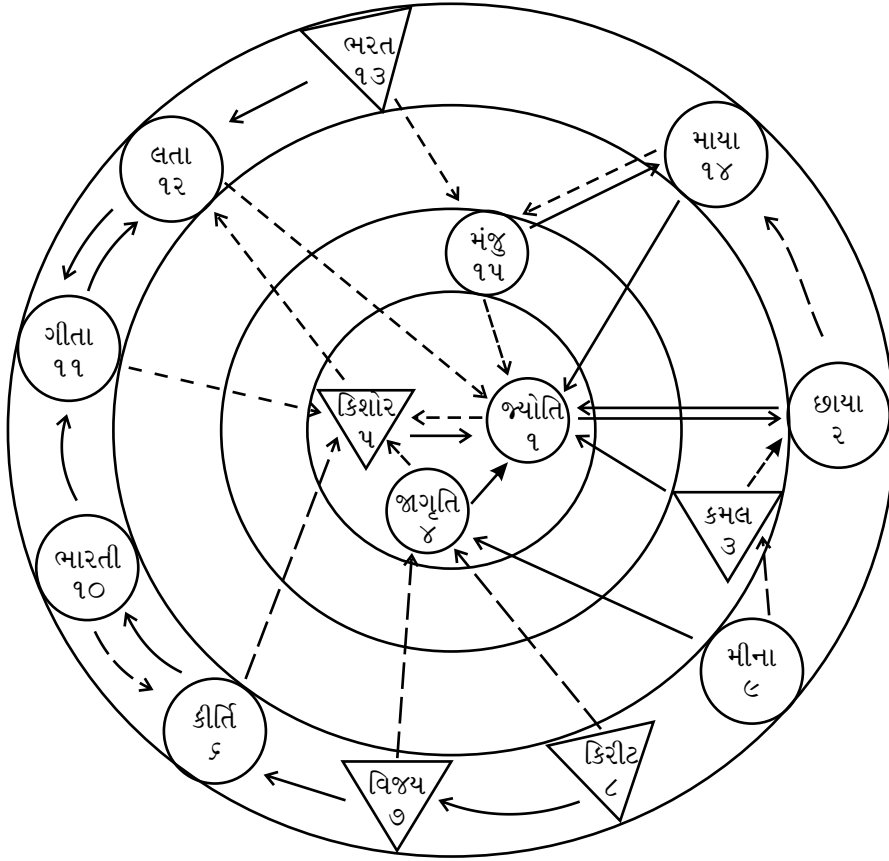 ભરત
૧૩
માયા
૧૪
લતા
૧૨
મંજુ
૧૫
ગીતા
૧૧
કિશોર
૫
જ્યોતિ
૧
છાયા
૨
જાગૃતિ
૪
કમલ
૩
ભારતી
૧૦
મીના
૯
કીર્તિ
૬
કિરીટ
૮
વિજય
૭